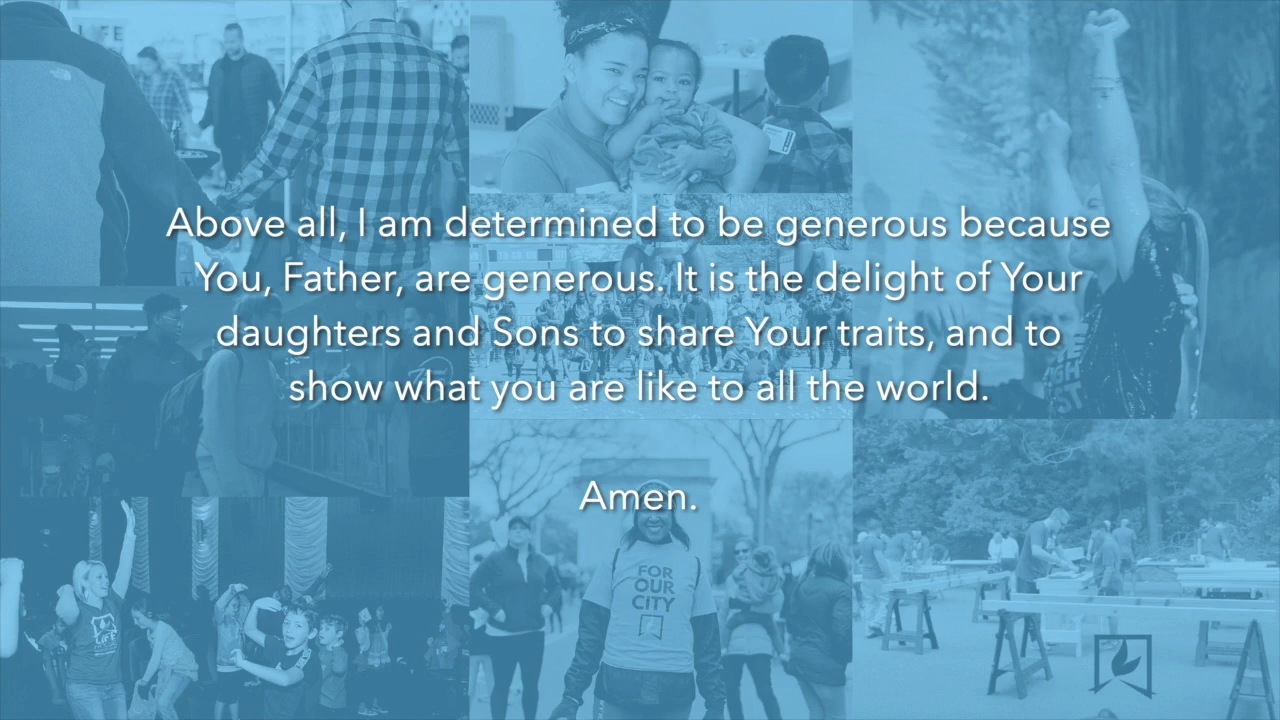 LIFE
Above all, I am determined to be generous because
You, Father, are generous. It is the delight of Your
daughters and Sons to share Your traits, and to
show what you are like to all the world.
Amen.
FOR
OUR
CITY
LIFE